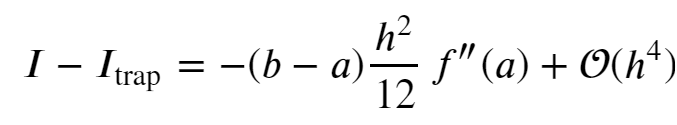 I − I_trap = −(b − a) h²/12 f″(a) + 𝒪(h⁴)